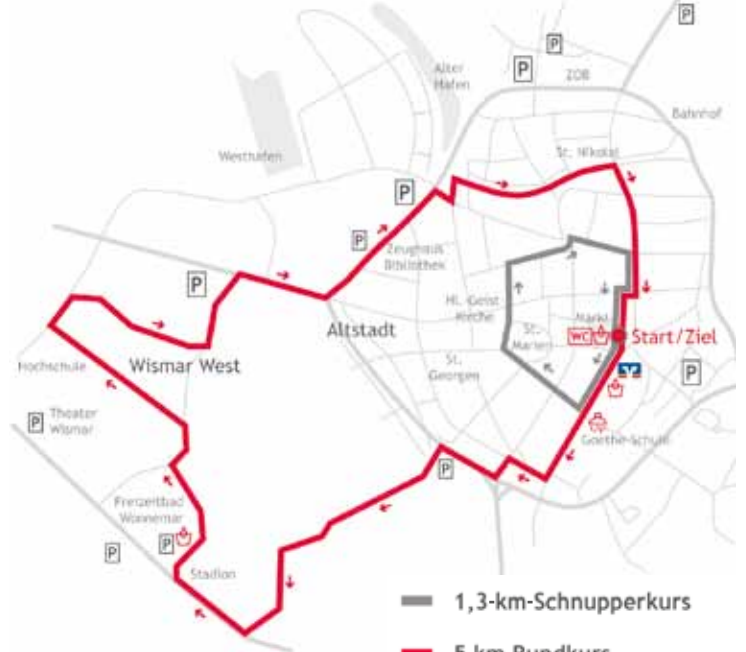 P
P
P
Alter
Hafen
ZOB
Bahnhof
Westhafen
St. Nikolai
P
P
Zeughaus
Bibliothek
P
Hl.-Geist
Kirche
Markt
Altstadt
St.
Marien
WC
Start/Ziel
St.
Georgen
Wismar West
Hochschule
P
P
Theater
Wismar
Goethe-Schule
P
Freizeitbad
Wonnemar
P
P
Stadion
1,3-km-Schnupperkurs
5-km-Rundkurs